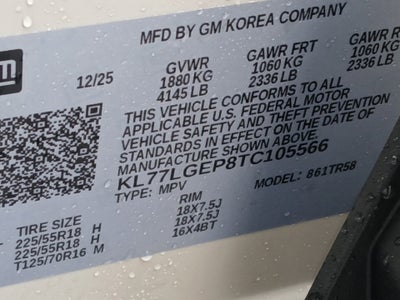 MFD BY GM KOREA COMPANY
gm
12/25
GVWR GAWR FRT GAWR
1880 KG 1060 KG 1060 KG
4145 LB 2336 LB 2336 LB
THIS VEHICLE CONFORMS TO ALL
APPLICABLE U.S. FEDERAL MOTOR
VEHICLE SAFETY AND THEFT PREVENTION
STANDARDS IN EFFECT ON THE DATE OF
MANUFACTURE SHOWN ABOVE.
KL77LGEP8TC105566
TYPE: MPV MODEL: 861TR58
TIRE SIZE RIM
225/55R18 H 18X7.5J
225/55R18 H 18X7.5J
T125/70R16 M 16X4BT